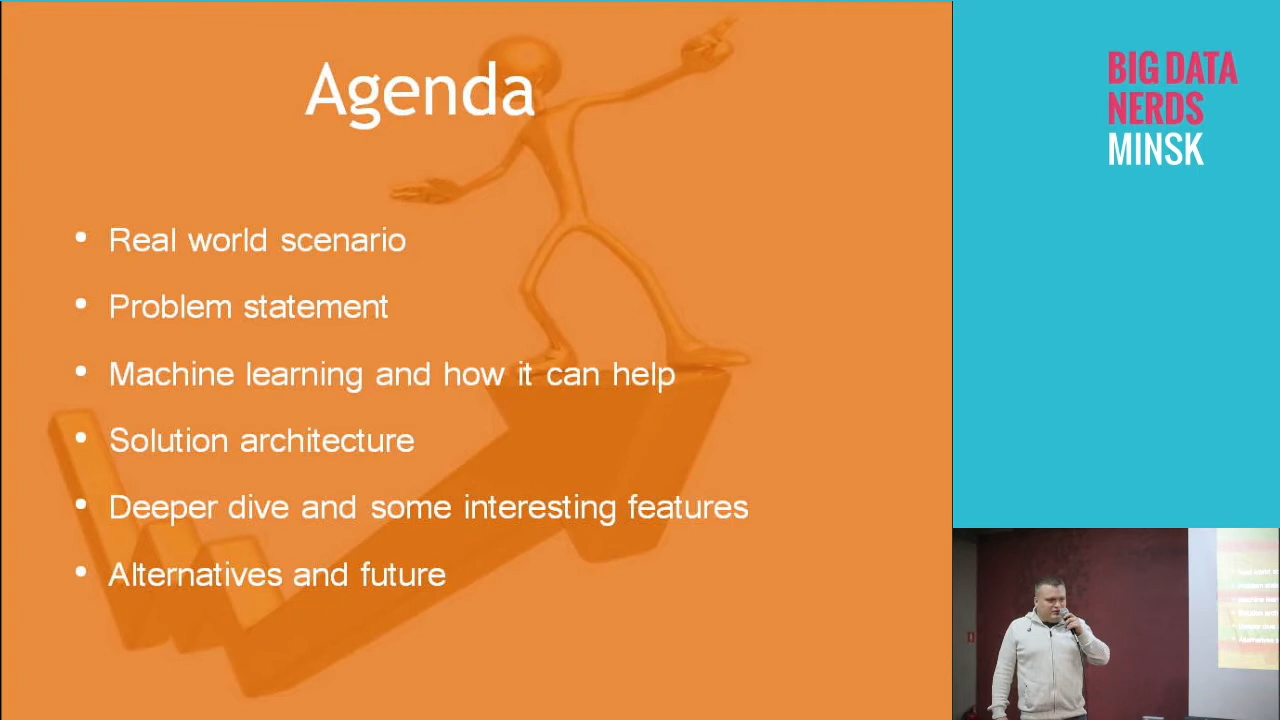 Agenda
• Real world scenario
• Problem statement
• Machine learning and how it can help
• Solution architecture
• Deeper dive and some interesting features
• Alternatives and future
BIG DATA
NERDS
MINSK